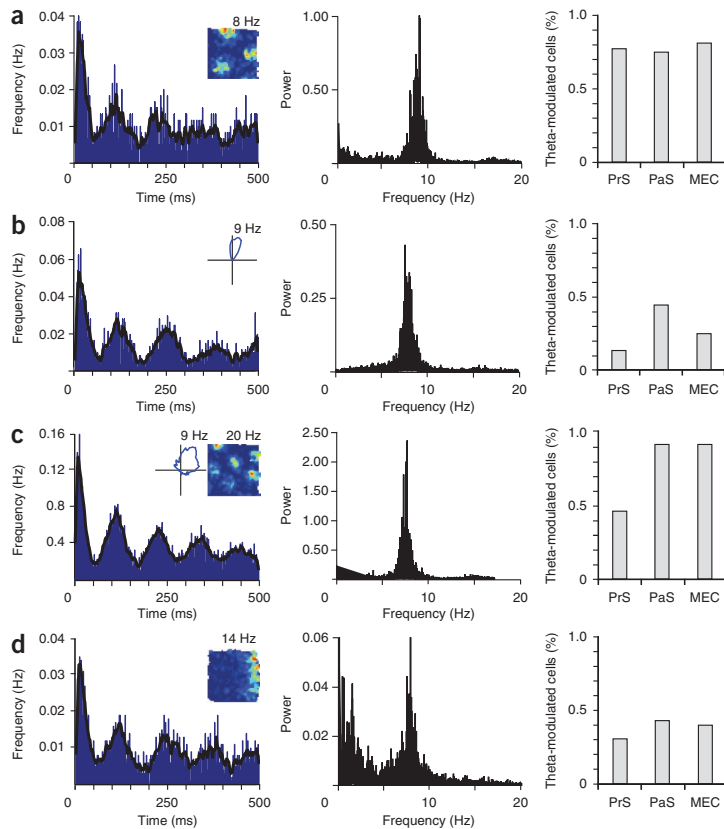 a
Frequency (Hz)
0.04
0.03
0.02
0.01
0
250
500
Time (ms)
8 Hz
Power
1.00
0.50
0
10
20
Frequency (Hz)
Theta-modulated cells (%)
1.0
0.5
0
PrS PaS MEC
b
Frequency (Hz)
0.08
0.06
0.04
0.02
0
250
500
Time (ms)
9 Hz
Power
0.50
0.25
0
10
20
Frequency (Hz)
Theta-modulated cells (%)
1.0
0.5
0
PrS PaS MEC
c
Frequency (Hz)
0.16
0.12
0.8
0.4
0
250
500
Time (ms)
9 Hz 20 Hz
Power
2.50
2.00
1.50
1.00
0.50
0
10
20
Frequency (Hz)
Theta-modulated cells (%)
1.0
0.5
0
PrS PaS MEC
d
Frequency (Hz)
0.04
0.03
0.02
0.01
0
250
500
Time (ms)
14 Hz
Power
0.06
0.04
0.02
0
10
20
Frequency (Hz)
Theta-modulated cells (%)
1.0
0.5
0
PrS PaS MEC